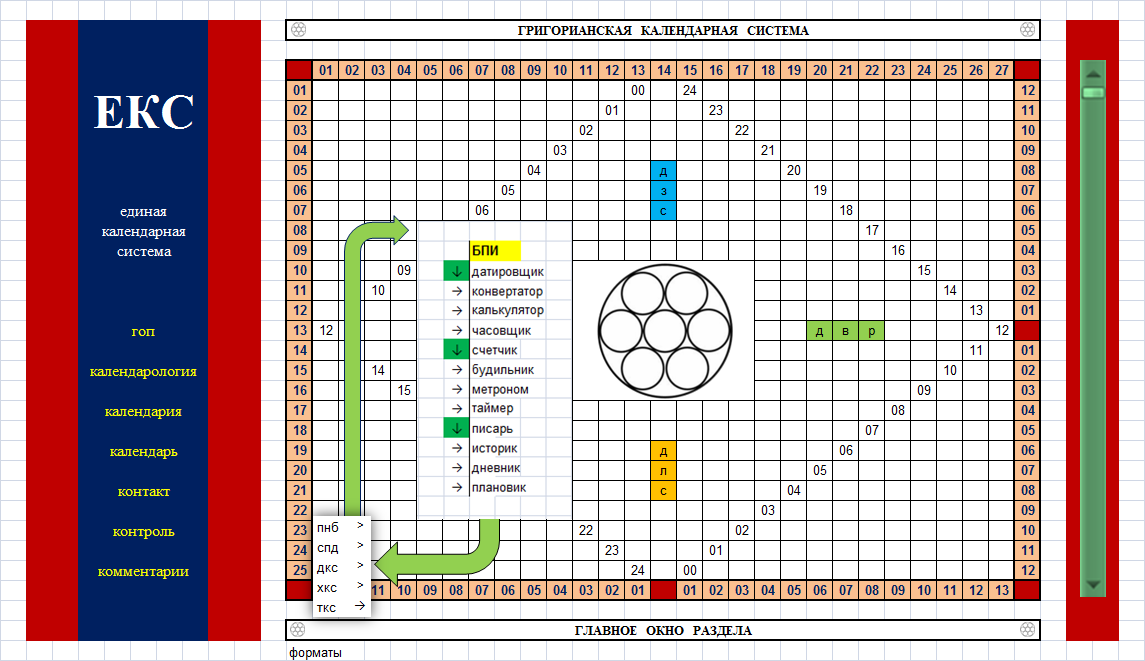 ЕКС
единая
календарная
система
гоп
календарология
календария
календарь
контакт
контроль
комментарии
ГРИГОРИАНСКАЯ КАЛЕНДАРНАЯ СИСТЕМА
01 02 03 04 05 06 07 08 09 10 11 12 13 14 15 16 17 18 19 20 21 22 23 24 25 26 27
01 00 24 12
02 01 23 11
03 02 22 10
04 03 21 09
05 04 д 20 08
06 05 з 19 07
07 06 с 18 06
08 17 05
09 16 04
10 09 15 03
11 10 14 02
12 13 01
13 12 д в р 12
14 11 01
15 14 10 02
16 15 09 03
17 08 04
18 07 05
19 д 06 06
20 л 05 07
21 с 04 08
22 03 09
23 22 02 10
24 23 01 11
25 24 00 12
11 10 09 08 07 06 05 04 03 02 01 01 02 03 04 05 06 07 08 09 10 11 12 13
БПИ
↓ датировщик
→ конвертатор
→ калькулятор
→ часовщик
↓ счетчик
→ будильник
→ метроном
→ таймер
↓ писарь
→ историк
→ дневник
→ плановик
пнб >
спд >
дкс >
хкс >
ткс →
ГЛАВНОЕ ОКНО РАЗДЕЛА
форматы